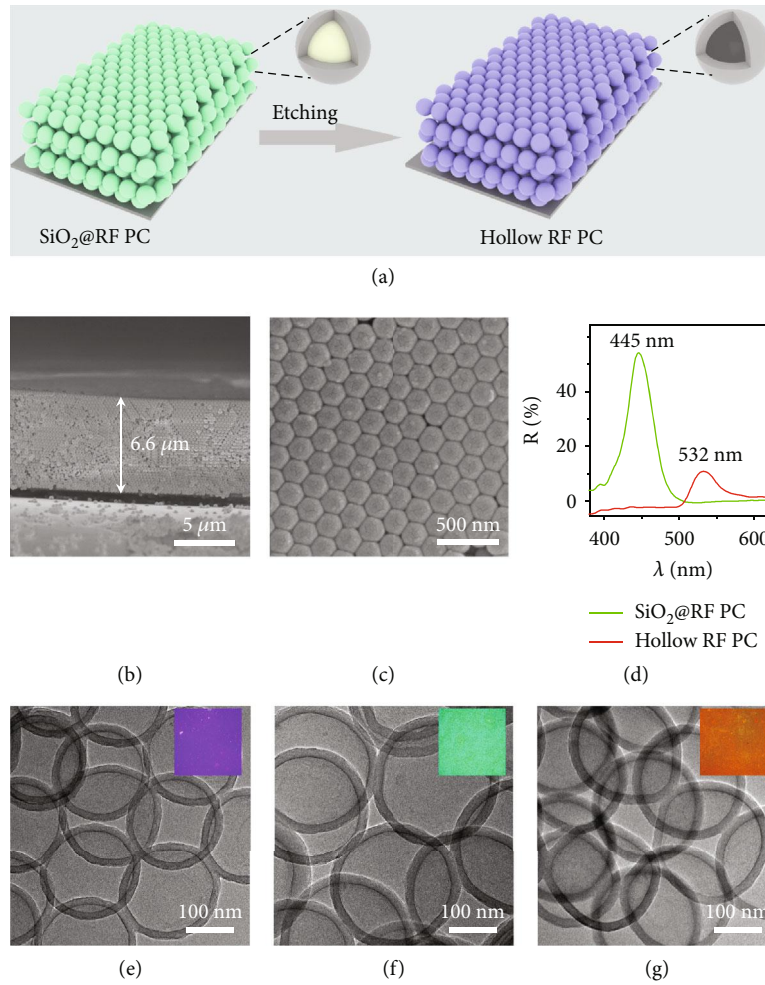 Etching
SiO₂@RF PC
Hollow RF PC
(a)
6.6 μm
5 μm
(b)
500 nm
(c)
445 nm
532 nm
R (%)
40
20
0
400
500
600
λ (nm)
SiO₂@RF PC
Hollow RF PC
(d)
100 nm
(e)
100 nm
(f)
100 nm
(g)